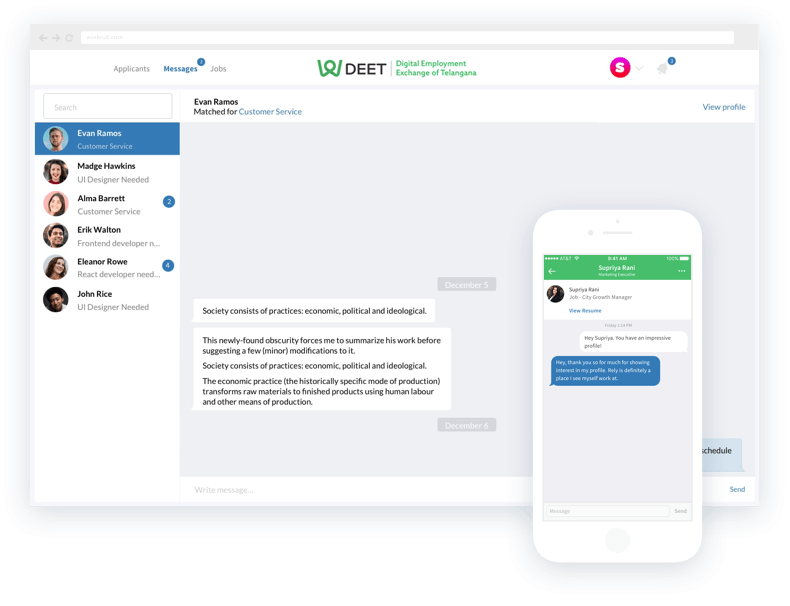 Applicants
Messages
3
Jobs
DEET
Digital Employment
Exchange of Telangana
S
3
Search
Evan Ramos
Customer Service
Madge Hawkins
UI Designer Needed
Alma Barrett
Customer Service
2
Erik Walton
Frontend developer n...
Eleanor Rowe
React developer need...
4
John Rice
UI Designer Needed
Evan Ramos
Matched for Customer Service
View profile
December 5
Society consists of practices: economic, political and ideological.
This newly-found obscurity forces me to summarize his work before
suggesting a few (minor) modifications to it.
Society consists of practices: economic, political and ideological.
The economic practice (the historically specific mode of production)
transforms raw materials to finished products using human labour
and other means of production.
December 6
schedule
Write message...
Send
AT&T
9:41 AM
100%
Supriya Rani
Marketing Executive
Supriya Rani
Job - City Growth Manager
View Resume
Friday 1:14 PM
Hey Supriya. You have an impressive
profile!
Hey, thank you so much for showing
interest in my profile. Rely is definitely a
place I see myself work at.
Message
Send